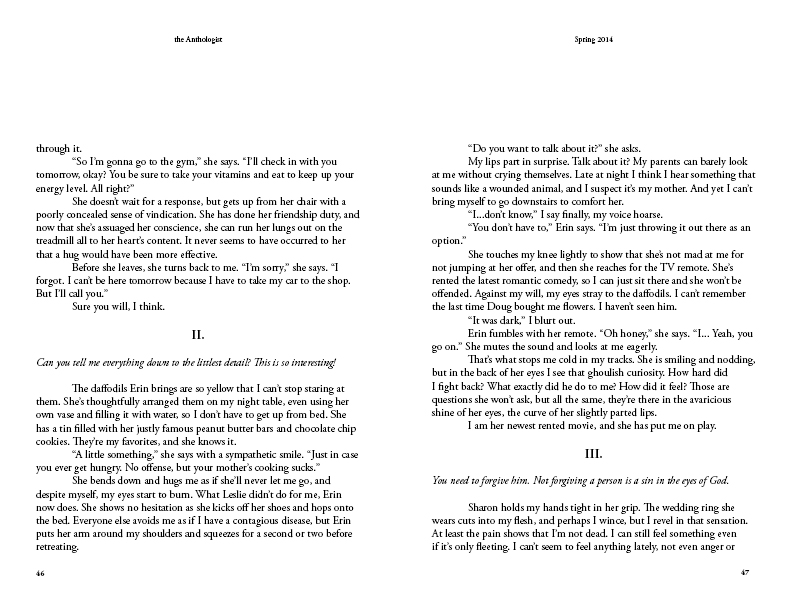 the Anthologist
through it.
“So I’m gonna go to the gym,” she says. “I’ll check in with you
tomorrow, okay? You be sure to take your vitamins and eat to keep up your
energy level. All right?”
She doesn’t wait for a response, but gets up from her chair with a
poorly concealed sense of vindication. She has done her friendship duty, and
now that she’s assuaged her conscience, she can run her lungs out on the
treadmill all to her heart’s content. It never seems to have occurred to her
that a hug would have been more effective.
Before she leaves, she turns back to me. “I’m sorry,” she says. “I
forgot. I can’t be here tomorrow because I have to take my car to the shop.
But I’ll call you.”
Sure you will, I think.
II.
Can you tell me everything down to the littlest detail? This is so interesting!
The daffodils Erin brings are so yellow that I can’t stop staring at
them. She’s thoughtfully arranged them on my night table, even using her
own vase and filling it with water, so I don’t have to get up from bed. She
has a tin filled with her justly famous peanut butter bars and chocolate chip
cookies. They’re my favorites, and she knows it.
“A little something,” she says with a sympathetic smile. “Just in case
you ever get hungry. No offense, but your mother’s cooking sucks.”
She bends down and hugs me as if she’ll never let me go, and
despite myself, my eyes start to burn. What Leslie didn’t do for me, Erin
now does. She shows no hesitation as she kicks off her shoes and hops onto
the bed. Everyone else avoids me as if I have a contagious disease, but Erin
puts her arm around my shoulders and squeezes for a second or two before
retreating.
46
Spring 2014
“Do you want to talk about it?” she asks.
My lips part in surprise. Talk about it? My parents can barely look
at me without crying themselves. Late at night I think I hear something that
sounds like a wounded animal, and I suspect it’s my mother. And yet I can’t
bring myself to go downstairs to comfort her.
“I...don’t know,” I say finally, my voice hoarse.
“You don’t have to,” Erin says. “I’m just throwing it out there as an
option.”
She touches my knee lightly to show that she’s not mad at me for
not jumping at her offer, and then she reaches for the TV remote. She’s
rented the latest romantic comedy, so I can just sit there and she won’t be
offended. Against my will, my eyes stray to the daffodils. I can’t remember
the last time Doug bought me flowers. I haven’t seen him.
“It was dark,” I blurt out.
Erin fumbles with her remote. “Oh honey,” she says. “I... Yeah, you
go on.” She mutes the sound and looks at me eagerly.
That’s what stops me cold in my tracks. She is smiling and nodding,
but in the back of her eyes I see that ghoulish curiosity. How hard did
I fight back? What exactly did he do to me? How did it feel? Those are
questions she won’t ask, but all the same, they’re there in the avaricious
shine of her eyes, the curve of her slightly parted lips.
I am her newest rented movie, and she has put me on play.
III.
You need to forgive him. Not forgiving a person is a sin in the eyes of God.
Sharon holds my hands tight in her grip. The wedding ring she
wears cuts into my flesh, and perhaps I wince, but I revel in that sensation.
At least the pain shows that I’m not dead. I can still feel something even
if it’s only fleeting. I can’t seem to feel anything lately, not even anger or
47